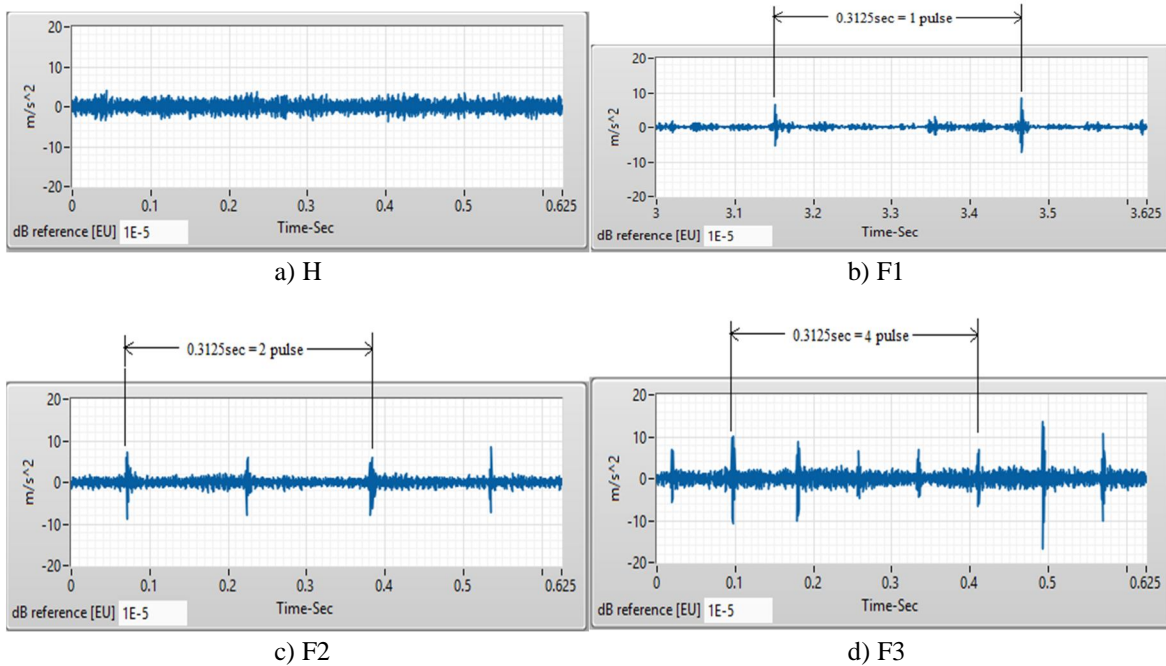 20
10
0
-10
-20
m/s^2
0 0.1 0.2 0.3 0.4 0.5 0.625
Time-Sec
dB reference [EU] 1E-5
a) H
0.3125sec = 1 pulse
20
10
0
-10
-20
m/s^2
3 3.1 3.2 3.3 3.4 3.5 3.625
Time-Sec
dB reference [EU] 1E-5
b) F1
0.3125sec = 2 pulse
20
10
0
-10
-20
m/s^2
0 0.1 0.2 0.3 0.4 0.5 0.625
Time-Sec
dB reference [EU] 1E-5
c) F2
0.3125sec = 4 pulse
20
10
0
-10
-20
m/s^2
0 0.1 0.2 0.3 0.4 0.5 0.625
Time-Sec
dB reference [EU] 1E-5
d) F3